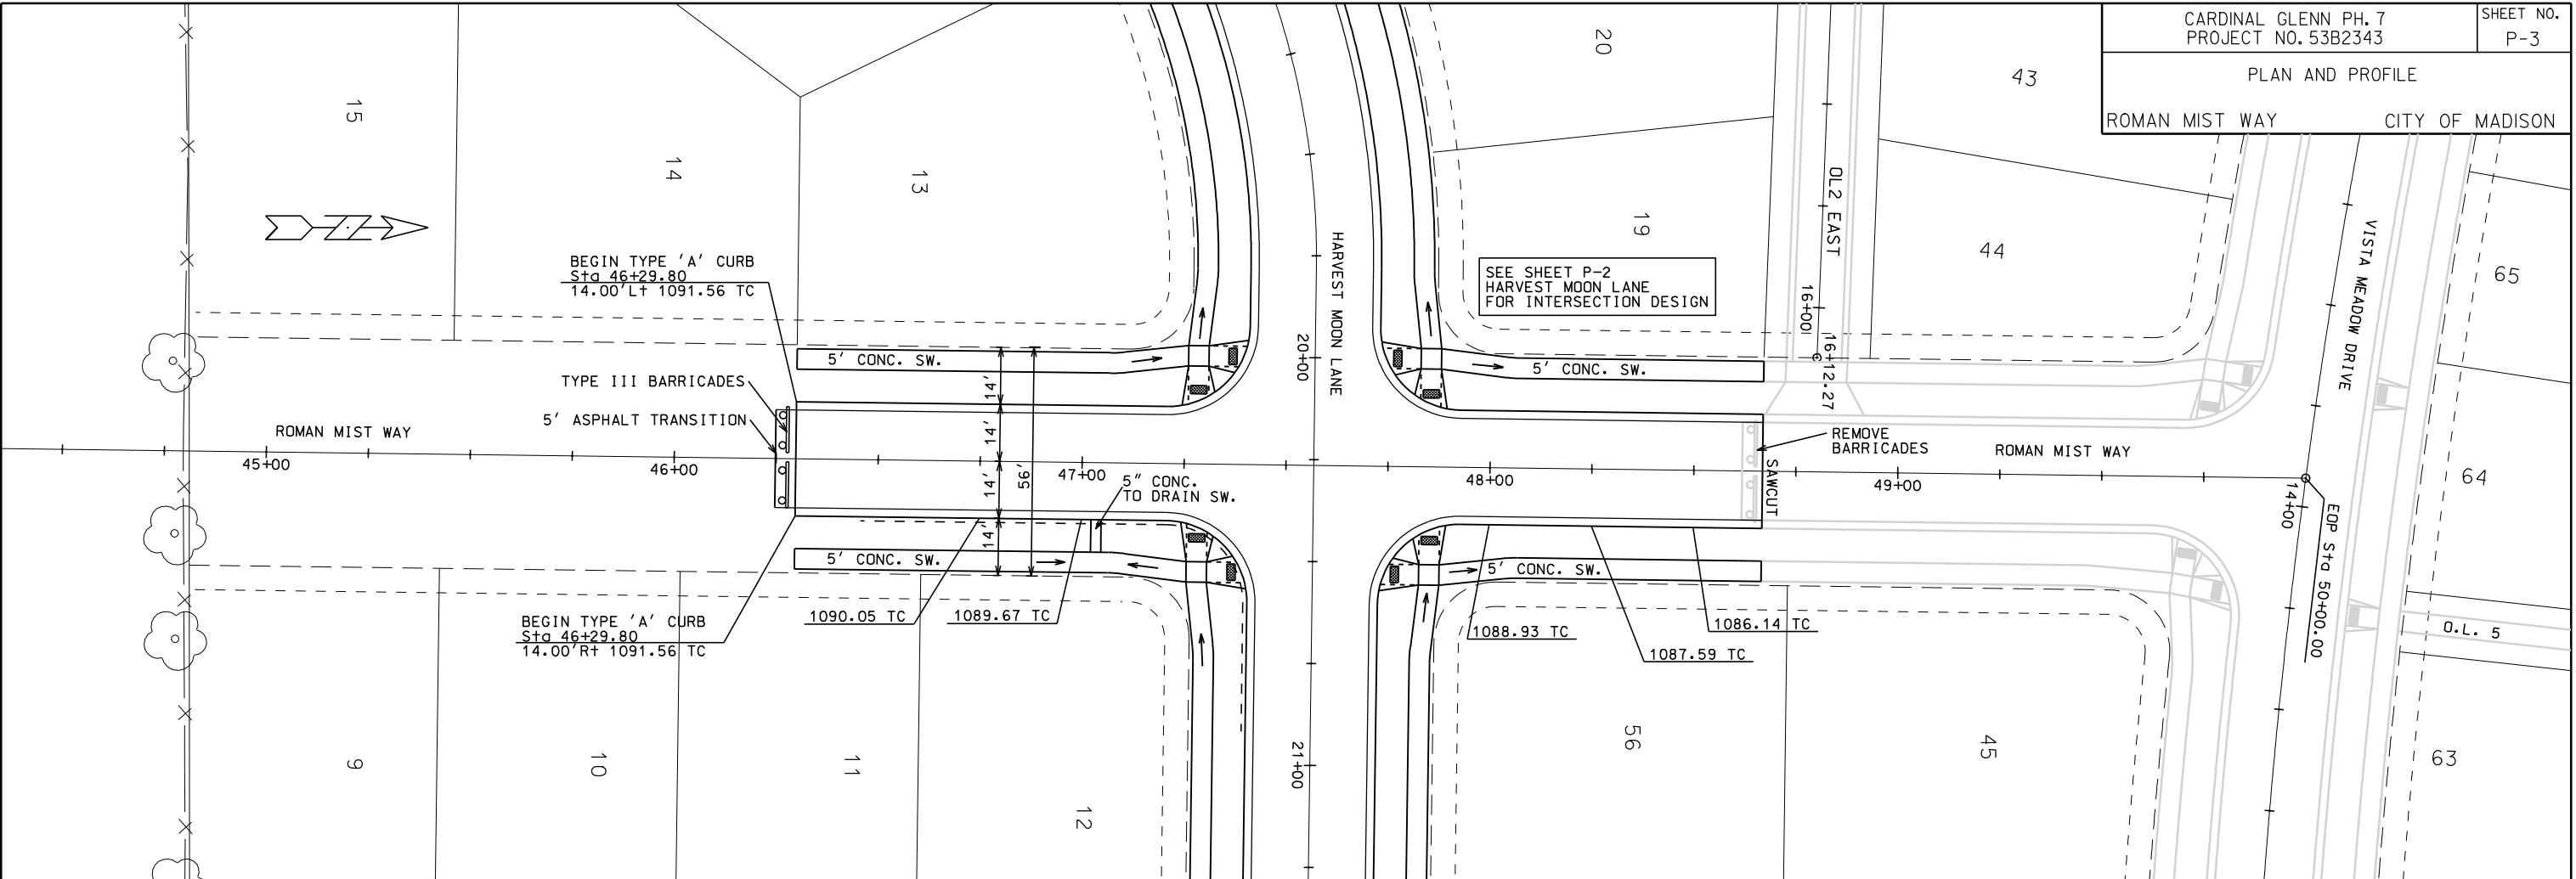 CARDINAL GLENN PH. 7
PROJECT NO. 53B2343
SHEET NO.
P-3
PLAN AND PROFILE
ROMAN MIST WAY
CITY OF MADISON
15
14
13
20
19
43
44
65
64
63
N
BEGIN TYPE 'A' CURB
Sta 46+29.80
14.00'Lt 1091.56 TC
TYPE III BARRICADES
5' ASPHALT TRANSITION
ROMAN MIST WAY
45+00
46+00
47+00
48+00
49+00
5' CONC. SW.
14'
14'
14'
14'
56'
5" CONC.
TO DRAIN SW.
5' CONC. SW.
1090.05 TC
1089.67 TC
BEGIN TYPE 'A' CURB
Sta 46+29.80
14.00'Rt 1091.56 TC
HARVEST MOON LANE
20+00
21+00
SEE SHEET P-2
HARVEST MOON LANE
FOR INTERSECTION DESIGN
5' CONC. SW.
OL2 EAST
16+00
16+12.27
REMOVE
BARRICADES
ROMAN MIST WAY
SAWCUT
5' CONC. SW.
1088.93 TC
1087.59 TC
1086.14 TC
VISTA MEADOW DRIVE
14+00
EOP Sta 50+00.00
O.L. 5
9
10
11
12
56
45